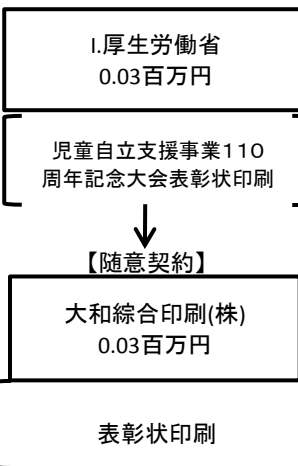 I.厚生労働省
0.03百万円
児童自立支援事業110
周年記念大会表彰状印刷
【随意契約】
大和綜合印刷(株)
0.03百万円
表彰状印刷